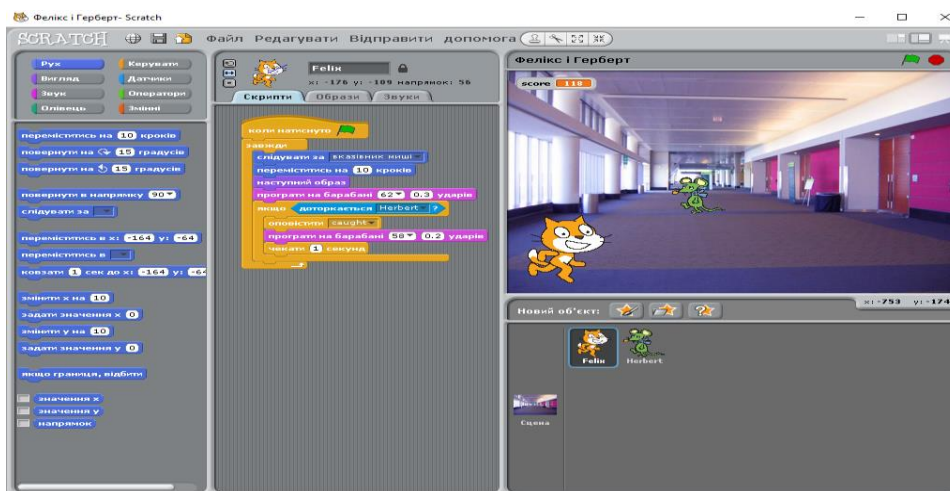 Фелікс і Герберт- Scratch
SCRATCH
Файл Редагувати Відправити допомога
Рух
Керувати
Вигляд
Датчики
Звук
Оператори
Олівець
Змінні
переміститись на 10 кроків
повернути на 15 градусів
повернути на 15 градусів
повернути в напрямку 90
слідувати за
переміститись в x: -164 y: -64
переміститись в
ковзати 1 сек до x: -164 y: -64
змінити x на 10
задати значення x 0
змінити y на 10
задати значення y 0
якщо границя, відбити
значення x
значення y
напрямок
Felix
x: -176 y: -109 напрямок: 56
Скрипти
Образи
Звуки
коли натиснуто
завжди
слідувати за вказівник миші
переміститись на 10 кроків
наступний образ
програти на барабані 62 0.3 ударів
якщо доторкається Herbert ?
оповістити caught
програти на барабані 58 0.2 ударів
чекати 1 секунд
Фелікс і Герберт
score 118
x: -753 y: -174
Новий об'єкт:
Felix
Herbert
Сцена